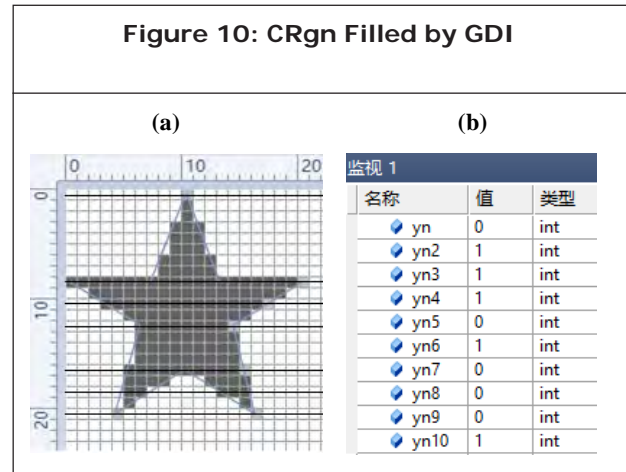 Figure 10: CRgn Filled by GDI
(a)
(b)
0 10 20
0
10
20
监视 1
名称 值 类型
yn 0 int
yn2 1 int
yn3 1 int
yn4 1 int
yn5 0 int
yn6 1 int
yn7 0 int
yn8 0 int
yn9 0 int
yn10 1 int